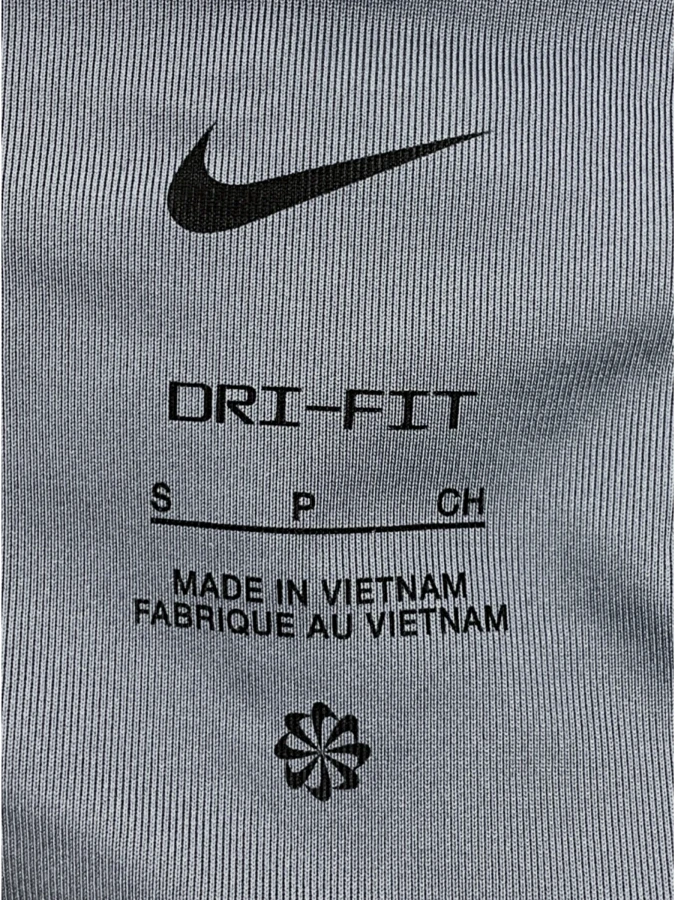 DRI-FIT
S P CH
MADE IN VIETNAM
FABRIQUE AU VIETNAM